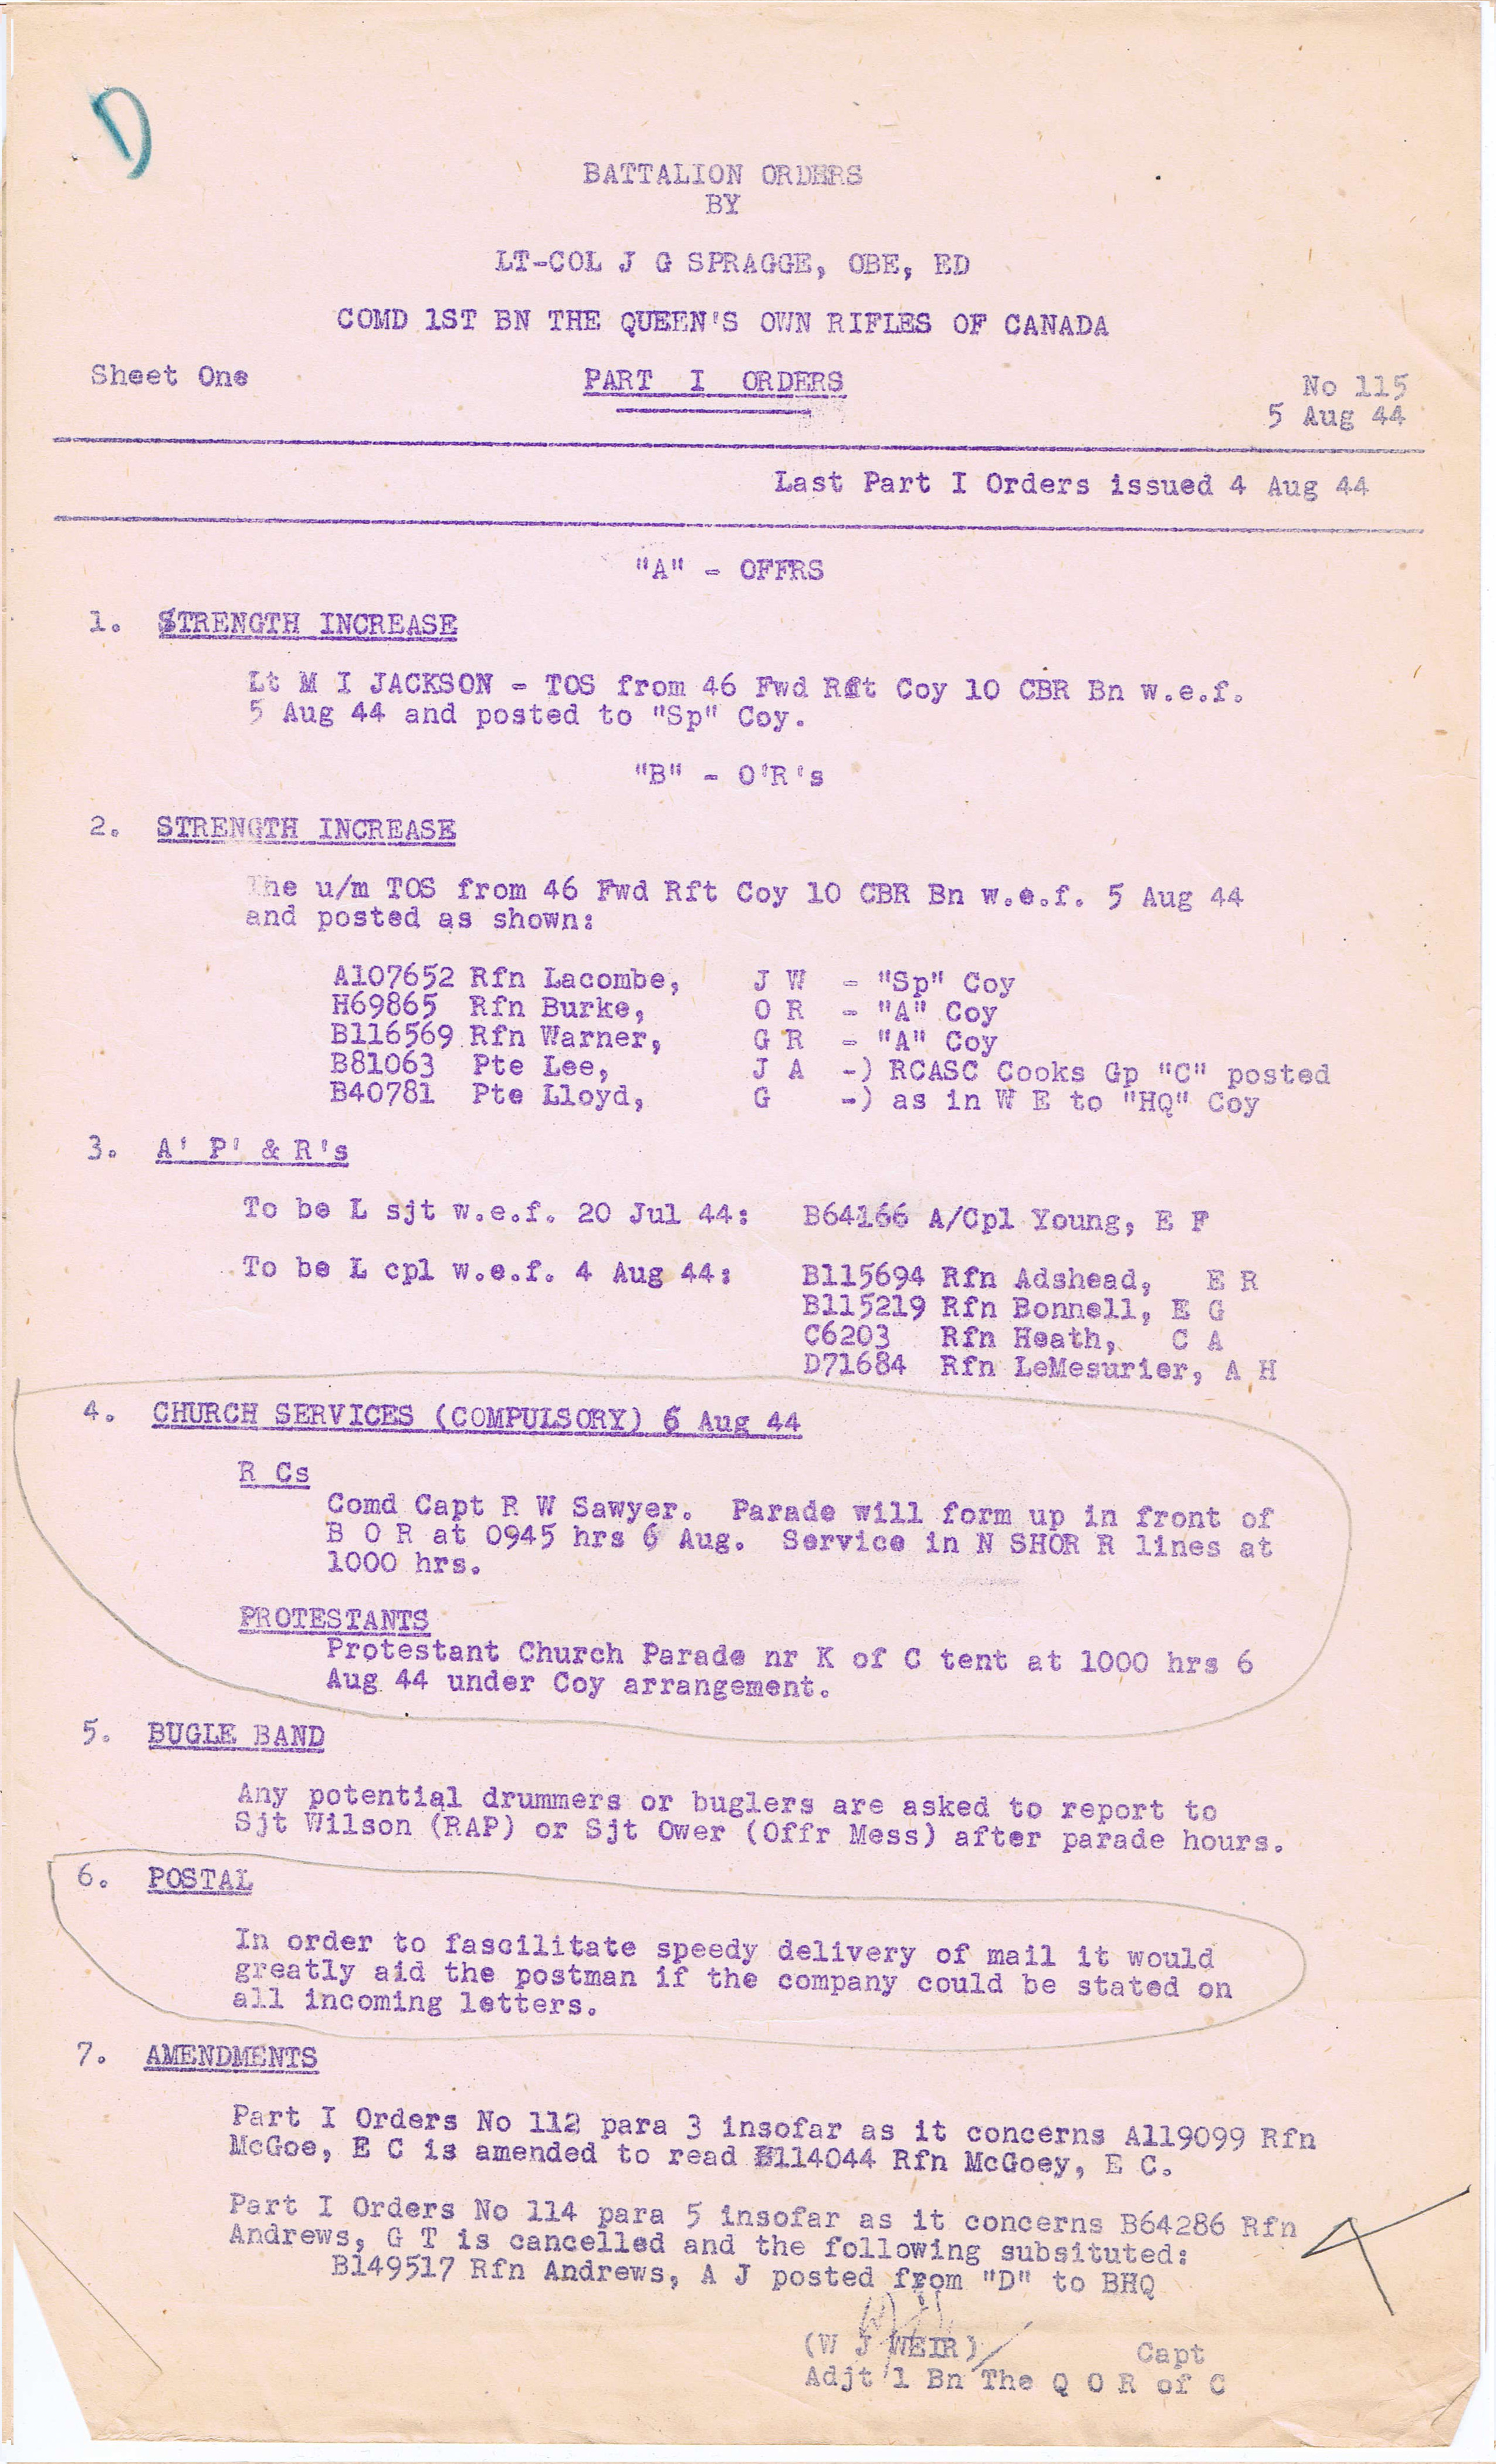 D
BATTALION ORDERS
BY
LT-COL J G SPRAGGE, OBE, ED
COMD 1ST BN THE QUEEN'S OWN RIFLES OF CANADA
Sheet One
PART I ORDERS
No 115
5 Aug 44
Last Part I Orders issued 4 Aug 44
"A" - OFFRS
1. STRENGTH INCREASE
Lt M I JACKSON - TOS from 46 Fwd Rft Coy 10 CBR Bn w.e.f.
5 Aug 44 and posted to "Sp" Coy.
"B" - O'R's
2. STRENGTH INCREASE
The u/m TOS from 46 Fwd Rft Coy 10 CBR Bn w.e.f. 5 Aug 44
and posted as shown:
A107652 Rfn Lacombe, J W - "Sp" Coy
H69865 Rfn Burke, O R - "A" Coy
B116569 Rfn Warner, G R - "A" Coy
B81063 Pte Lee, J A -) RCASC Cooks Gp "C" posted
B40781 Pte Lloyd, G -) as in W E to "HQ" Coy
3. A' P' & R's
To be L sjt w.e.f. 20 Jul 44: B64166 A/Cpl Young, E F
To be L cpl w.e.f. 4 Aug 44: B115694 Rfn Adshead, E R
B115219 Rfn Bonnell, E G
C6203 Rfn Heath, C A
D71684 Rfn LeMesurier, A H
4. CHURCH SERVICES (COMPULSORY) 6 Aug 44
R Cs
Comd Capt R W Sawyer. Parade will form up in front of
B O R at 0945 hrs 6 Aug. Service in N SHOR R lines at
1000 hrs.
PROTESTANTS
Protestant Church Parade nr K of C tent at 1000 hrs 6
Aug 44 under Coy arrangement.
5. BUGLE BAND
Any potential drummers or buglers are asked to report to
Sjt Wilson (RAP) or Sjt Ower (Offr Mess) after parade hours.
6. POSTAL
In order to fascilitate speedy delivery of mail it would
greatly aid the postman if the company could be stated on
all incoming letters.
7. AMENDMENTS
Part I Orders No 112 para 3 insofar as it concerns A119099 Rfn
McGoe, E C is amended to read B114044 Rfn McGoey, E C.
Part I Orders No 114 para 5 insofar as it concerns B64286 Rfn
Andrews, G T is cancelled and the following subsituted:
B149517 Rfn Andrews, A J posted from "D" to BHQ
(W J WEIR) Capt
Adjt 1 Bn The Q O R of C